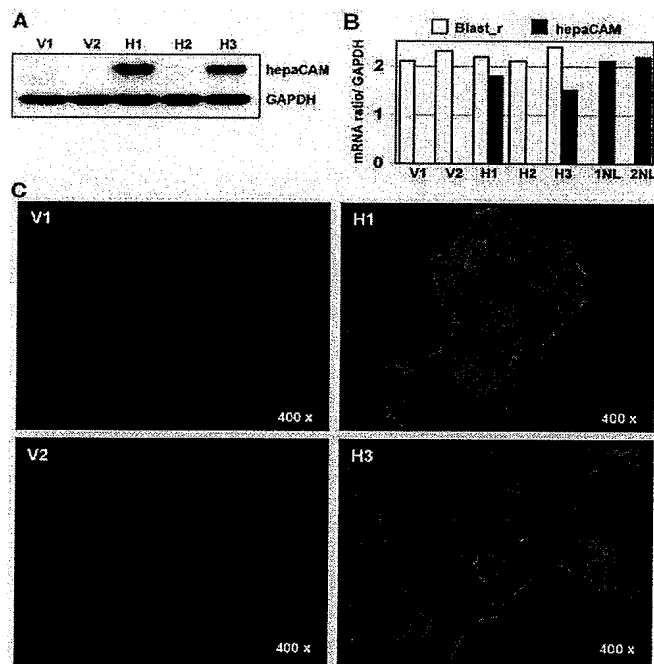 A
V1 V2 H1 H2 H3
hepaCAM
GAPDH
B
Blast_r hepaCAM
mRNA ratio/ GAPDH
2
1
0
V1 V2 H1 H2 H3 1NL 2NL
C
V1
400 x
H1
400 x
V2
400 x
H3
400 x